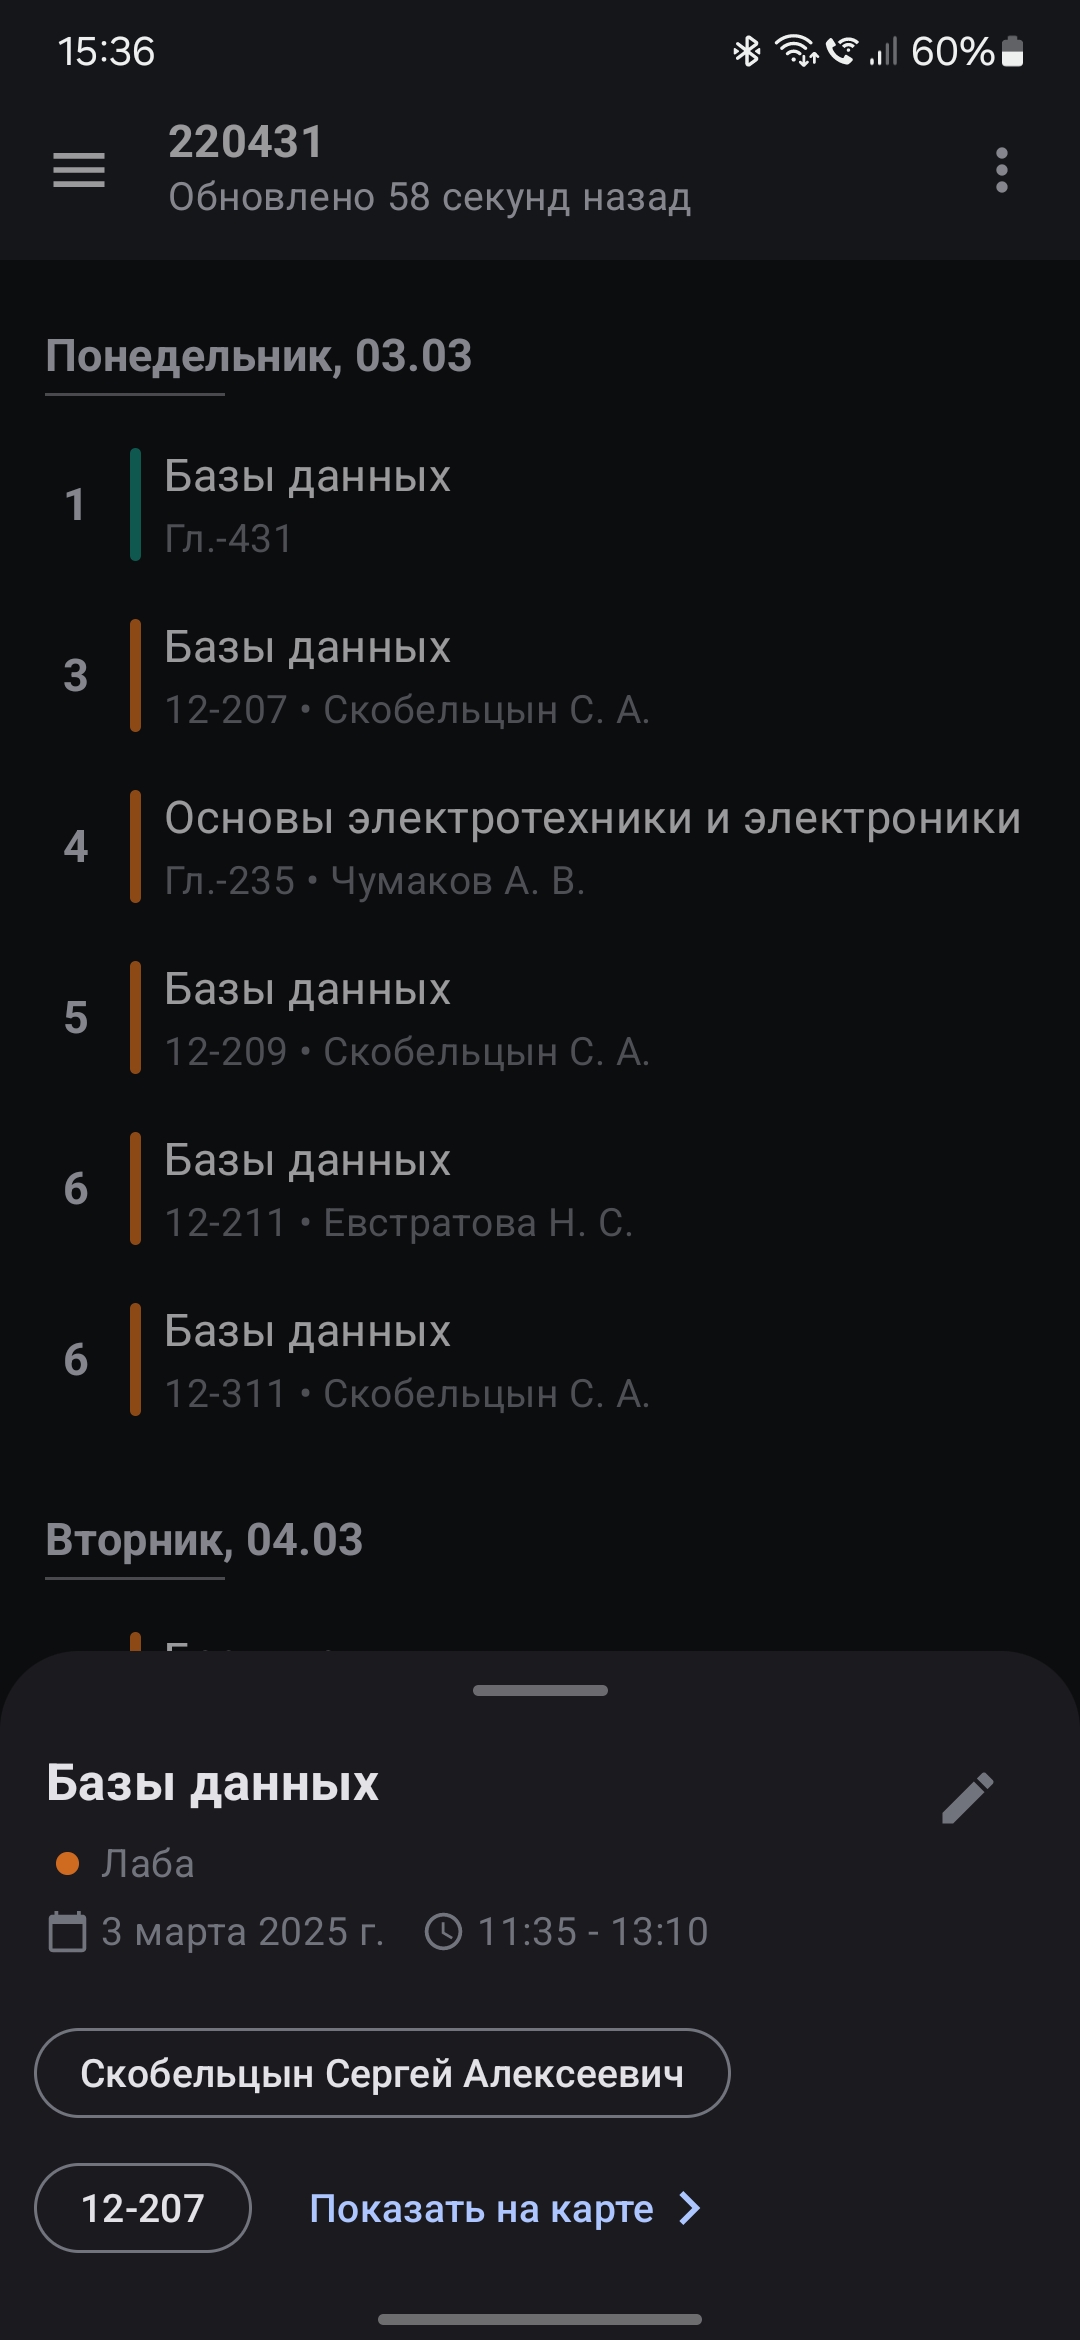 15:36
60%
220431
Обновлено 58 секунд назад
Понедельник, 03.03
1
Базы данных
Гл.-431
3
Базы данных
12-207 • Скобельцын С. А.
4
Основы электротехники и электроники
Гл.-235 • Чумаков А. В.
5
Базы данных
12-209 • Скобельцын С. А.
6
Базы данных
12-211 • Евстратова Н. С.
6
Базы данных
12-311 • Скобельцын С. А.
Вторник, 04.03
Базы данных
Лаба
3 марта 2025 г.
11:35 - 13:10
Скобельцын Сергей Алексеевич
12-207
Показать на карте